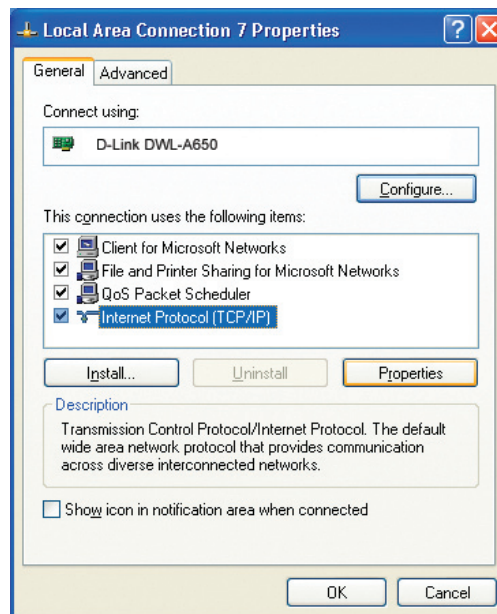 Local Area Connection 7 Properties
General
Advanced
Connect using:
D-Link DWL-A650
Configure...
This connection uses the following items:
Client for Microsoft Networks
File and Printer Sharing for Microsoft Networks
QoS Packet Scheduler
Internet Protocol (TCP/IP)
Install...
Uninstall
Properties
Description
Transmission Control Protocol/Internet Protocol. The default
wide area network protocol that provides communication
across diverse interconnected networks.
Show icon in notification area when connected
OK
Cancel